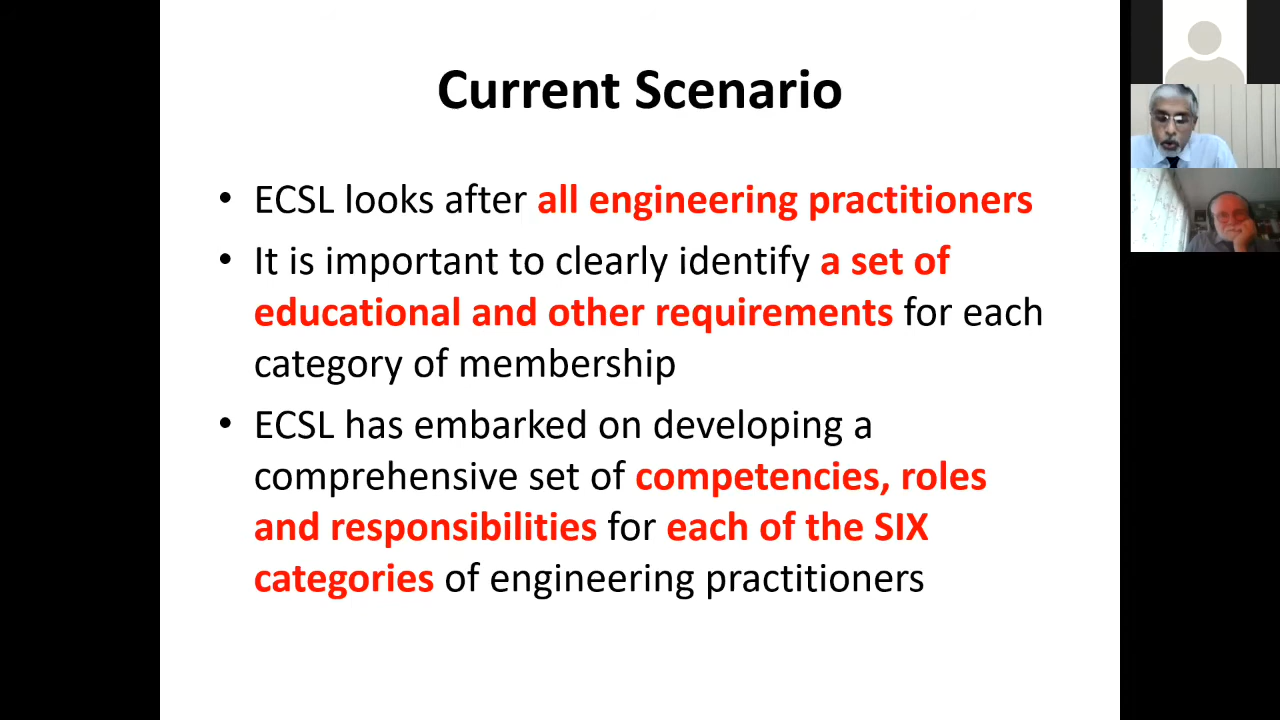 Current Scenario
• ECSL looks after all engineering practitioners
• It is important to clearly identify a set of
educational and other requirements for each
category of membership
• ECSL has embarked on developing a
comprehensive set of competencies, roles
and responsibilities for each of the SIX
categories of engineering practitioners